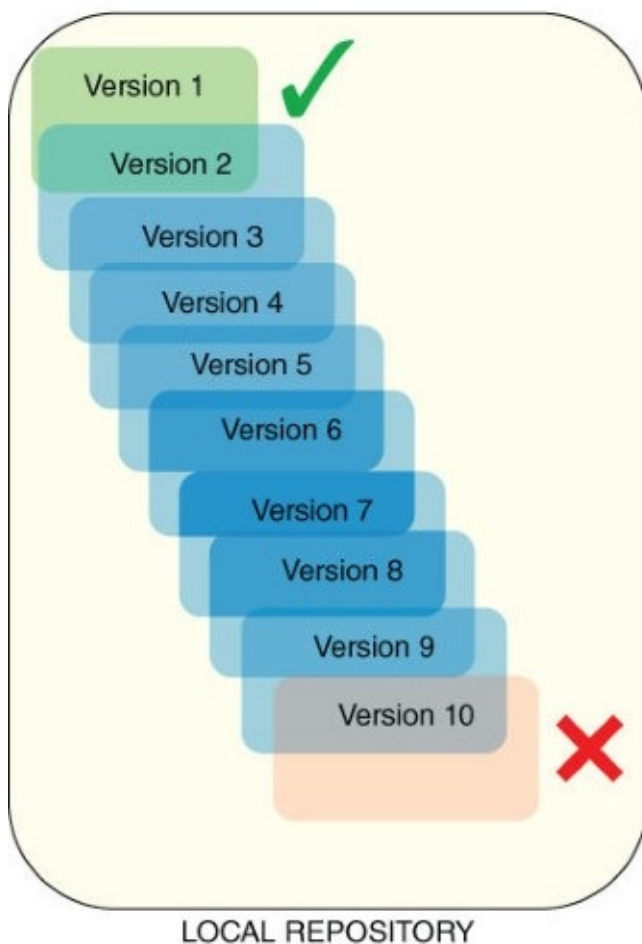 Version 1
Version 2
Version 3
Version 4
Version 5
Version 6
Version 7
Version 8
Version 9
Version 10
LOCAL REPOSITORY